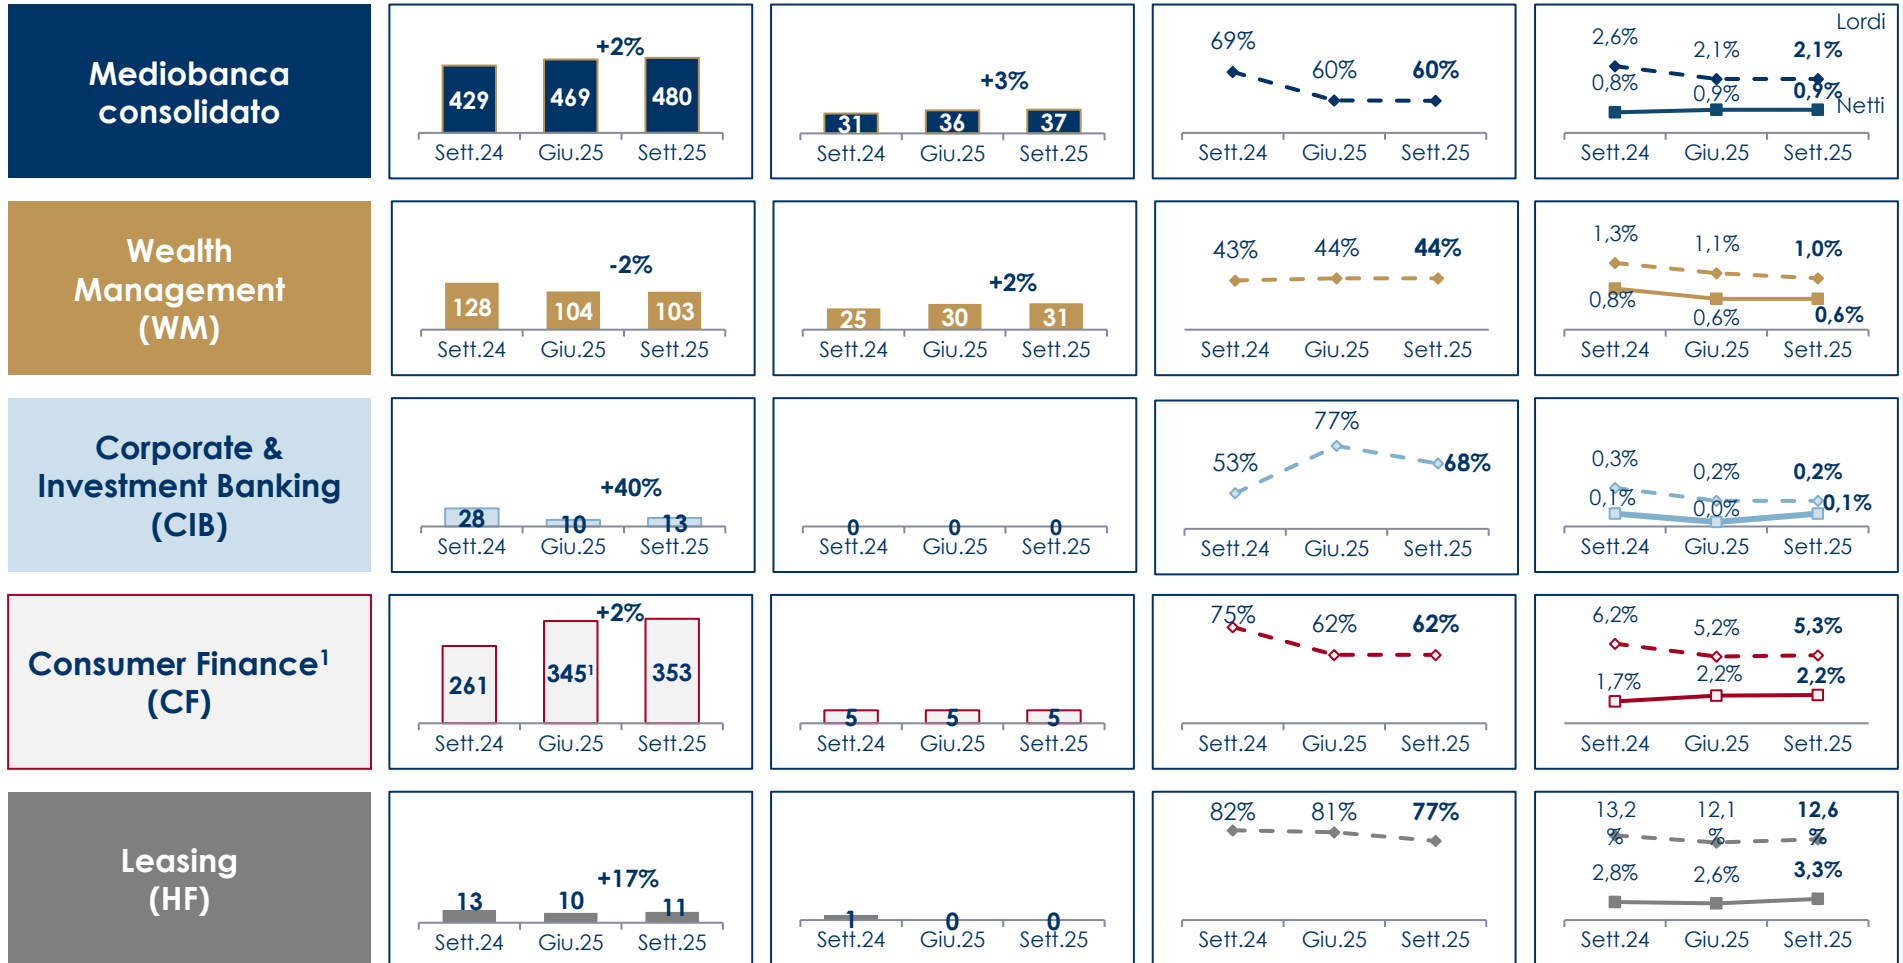 Mediobanca
consolidato
+2%
429 469 480
Sett.24 Giu.25 Sett.25
+3%
31 36 37
Sett.24 Giu.25 Sett.25
69% 60% 60%
Sett.24 Giu.25 Sett.25
Lordi
2,6% 2,1% 2,1%
0,8% 0,9% 0,9%
Netti
Sett.24 Giu.25 Sett.25
Wealth
Management
(WM)
-2%
128 104 103
Sett.24 Giu.25 Sett.25
+2%
25 30 31
Sett.24 Giu.25 Sett.25
43% 44% 44%
Sett.24 Giu.25 Sett.25
1,3% 1,1% 1,0%
0,8% 0,6% 0,6%
Sett.24 Giu.25 Sett.25
Corporate &
Investment Banking
(CIB)
+40%
28 10 13
Sett.24 Giu.25 Sett.25
0 0 0
Sett.24 Giu.25 Sett.25
53% 77% 68%
Sett.24 Giu.25 Sett.25
0,3% 0,2% 0,2%
0,1% 0,0% 0,1%
Sett.24 Giu.25 Sett.25
Consumer Finance¹
(CF)
+2%
261 345¹ 353
Sett.24 Giu.25 Sett.25
5 5 5
Sett.24 Giu.25 Sett.25
75% 62% 62%
Sett.24 Giu.25 Sett.25
6,2% 5,2% 5,3%
1,7% 2,2% 2,2%
Sett.24 Giu.25 Sett.25
Leasing
(HF)
+17%
13 10 11
Sett.24 Giu.25 Sett.25
1 0 0
Sett.24 Giu.25 Sett.25
82% 81% 77%
Sett.24 Giu.25 Sett.25
13,2 12,1 12,6
% % %
2,8% 2,6% 3,3%
Sett.24 Giu.25 Sett.25